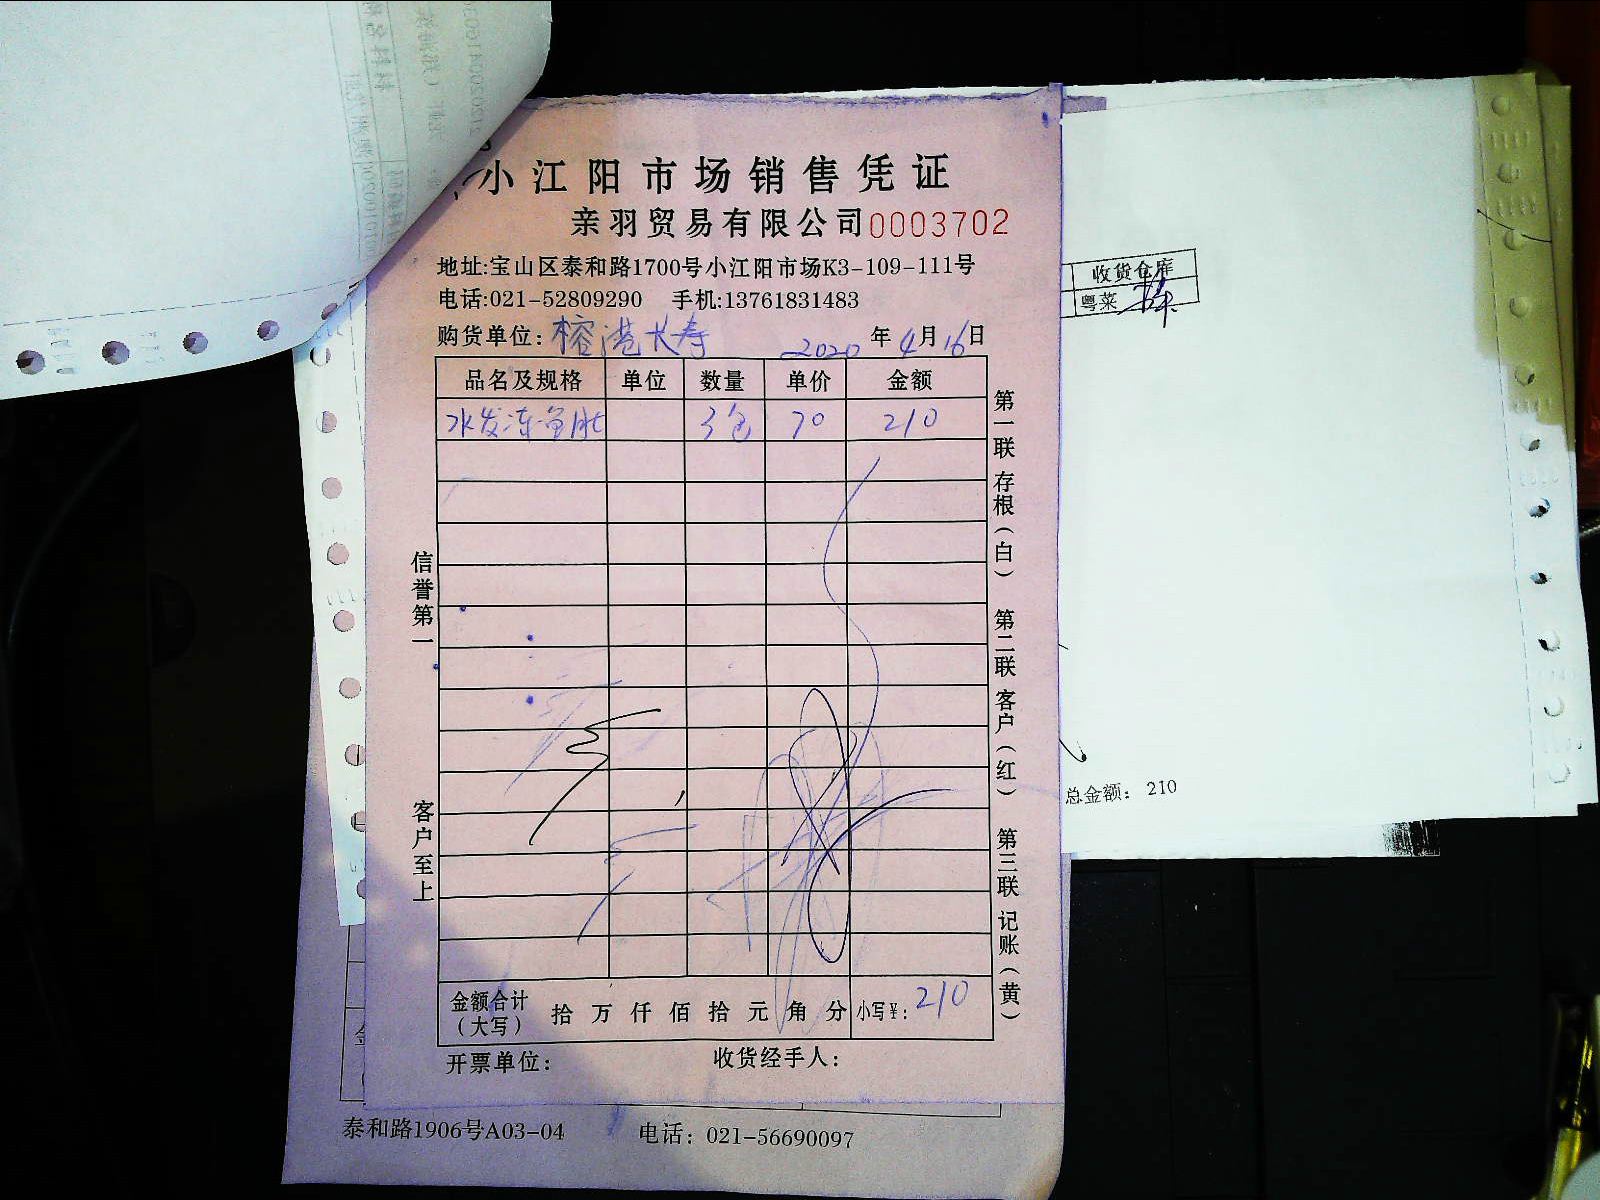 小江阳市场销售凭证
亲羽贸易有限公司0003702
地址:宝山区泰和路1700号小江阳市场K3-109-111号
电话:021-52809290 手机:13761831483
购货单位: 榕港长寿 2020 年 4月16日
品名及规格 单位 数量 单价 金额
水发冻鱼肚 3包 70 210
信誉第一
客户至上
第一联 存根(白) 第二联 客户(红) 第三联 记账(黄)
金额合计(大写) 拾 万 仟 佰 拾 元 角 分 小写¥: 210
开票单位: 收货经手人:
泰和路1906号A03-04 电话: 021-56690097
收货仓库
粤菜
总金额: 210